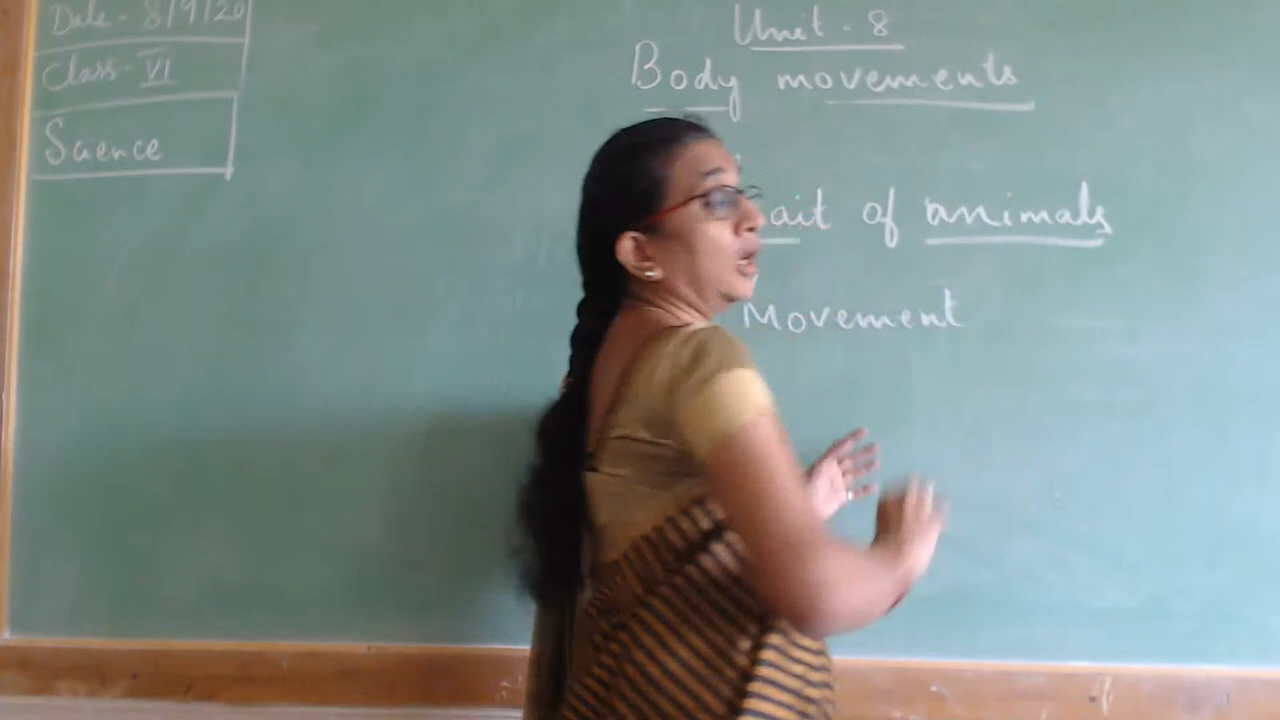 Date - 8/9/20
Class - VI
Science
Unit - 8
Body movements
ait of animals
Movement